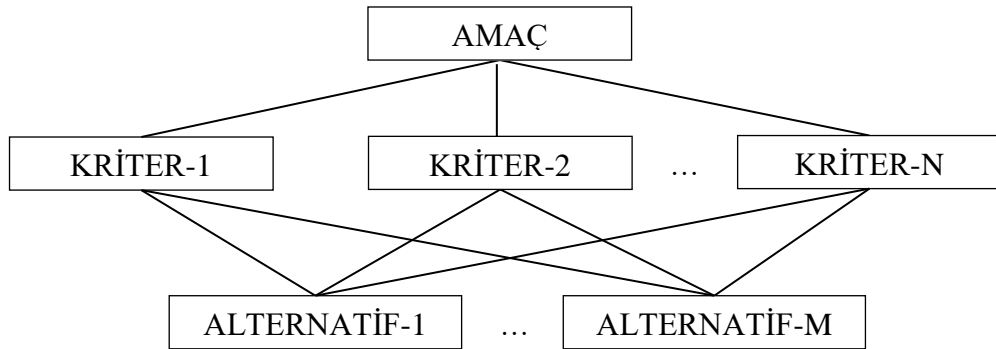 AMAÇ
KRİTER-1 KRİTER-2 … KRİTER-N
ALTERNATİF-1 … ALTERNATİF-M